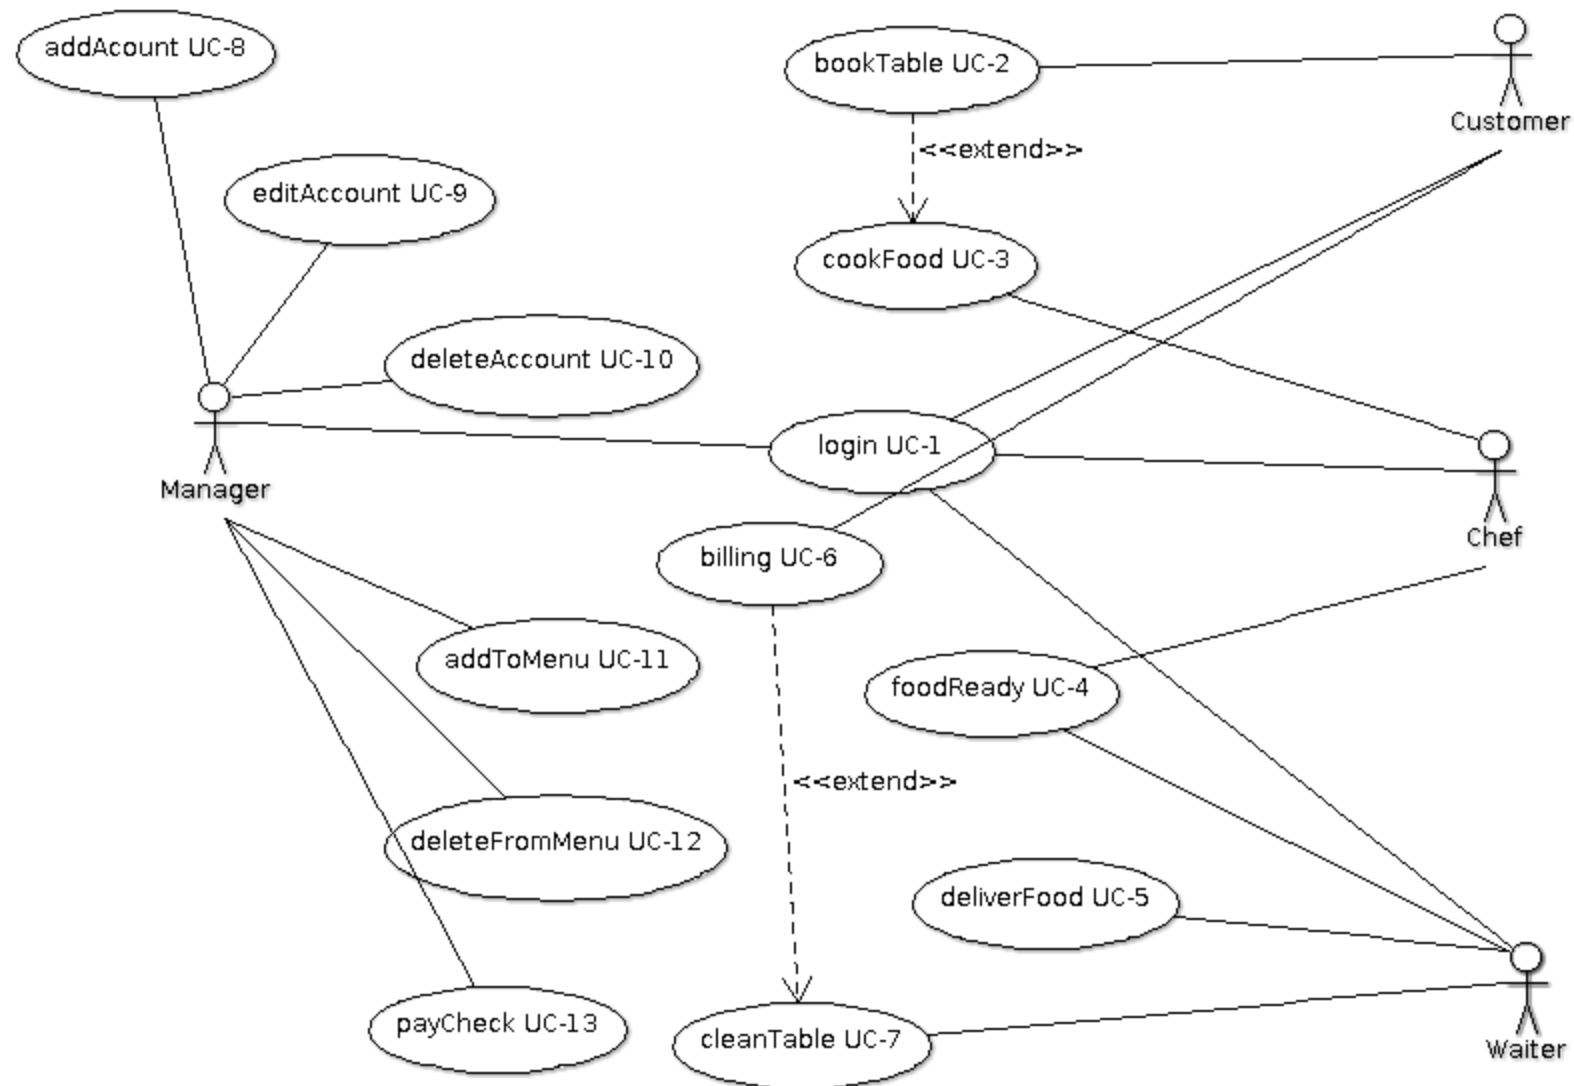 addAcount UC-8
bookTable UC-2
Customer
<<extend>>
editAccount UC-9
cookFood UC-3
deleteAccount UC-10
login UC-1
Manager
Chef
billing UC-6
addToMenu UC-11
foodReady UC-4
<<extend>>
deleteFromMenu UC-12
deliverFood UC-5
payCheck UC-13
cleanTable UC-7
Waiter